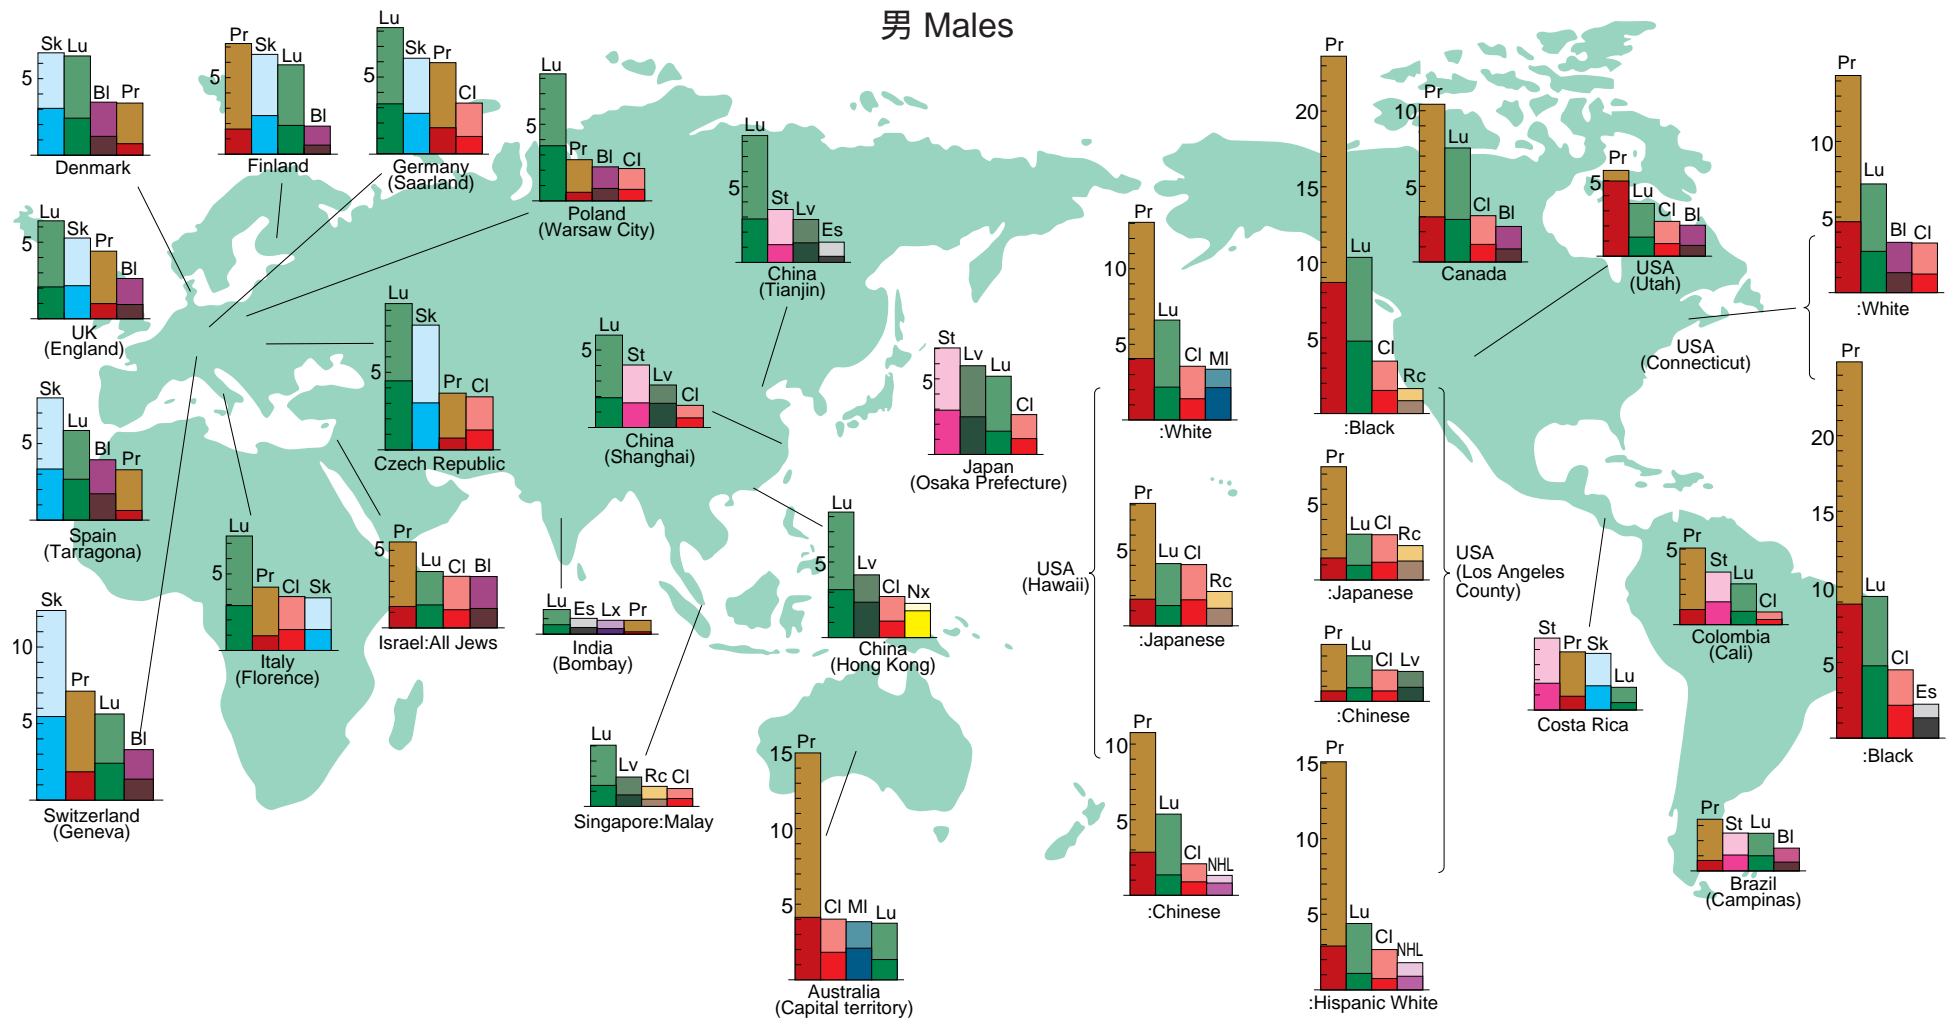 男 Males
Sk Lu Bl Pr
5
Denmark
Pr Sk Lu Bl
5
Finland
Lu Sk Pr Cl
5
Germany
(Saarland)
Lu Pr Bl Cl
5
Poland
(Warsaw City)
Lu St Lv Es
5
China
(Tianjin)
Lu Sk Pr Bl
5
UK
(England)
Lu Sk Pr Cl
5
Czech Republic
Lu St Lv Cl
5
China
(Shanghai)
St Lv Lu Cl
5
Japan
(Osaka Prefecture)
Sk Lu Bl Pr
5
Spain
(Tarragona)
Lu Pr Cl Sk
5
Italy
(Florence)
Pr Lu Cl Bl
5
Israel:All Jews
Lu Es Lx Pr
India
(Bombay)
Lu Lv Cl Nx
5
China
(Hong Kong)
Sk Pr Lu Bl
10
5
Switzerland
(Geneva)
Lu Lv Rc Cl
Singapore:Malay
Pr Cl Ml Lu
15
10
5
Australia
(Capital territory)
USA
(Hawaii)
Pr Lu Cl Ml
10
5
:White
Pr Lu Cl Rc
5
:Japanese
Pr Lu Cl NHL
10
5
:Chinese
USA
(Los Angeles
County)
Pr Lu Cl Rc
20
15
10
5
:Black
Pr Lu Cl Rc
5
:Japanese
Pr Lu Cl Lv
:Chinese
Pr Lu Cl NHL
15
10
5
:Hispanic White
Pr Lu Cl Bl
10
5
Canada
Pr Lu Cl Bl
5
USA
(Utah)
USA
(Connecticut)
Pr Lu Bl Cl
10
5
:White
Pr Lu Cl Es
20
15
10
5
:Black
St Pr Sk Lu
Costa Rica
Pr St Lu Cl
5
Colombia
(Cali)
Pr St Lu Bl
Brazil
(Campinas)